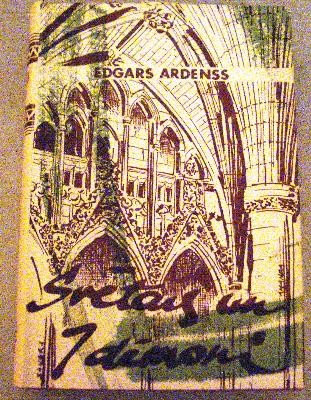 EDGARS ARDENSS
Svētais un
7 dēmoni